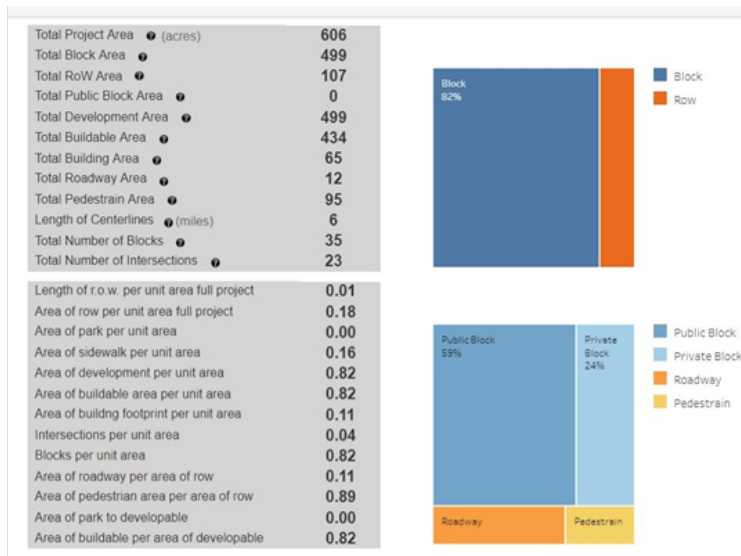 Total Project Area ? (acres) 606
Total Block Area ? 499
Total RoW Area ? 107
Total Public Block Area ? 0
Total Development Area ? 499
Total Buildable Area ? 434
Total Building Area ? 65
Total Roadway Area ? 12
Total Pedestrain Area ? 95
Length of Centerlines ? (miles) 6
Total Number of Blocks ? 35
Total Number of Intersections ? 23
Length of r.o.w. per unit area full project 0.01
Area of row per unit area full project 0.18
Area of park per unit area 0.00
Area of sidewalk per unit area 0.16
Area of development per unit area 0.82
Area of buildable area per unit area 0.82
Area of buildng footprint per unit area 0.11
Intersections per unit area 0.04
Blocks per unit area 0.82
Area of roadway per area of row 0.11
Area of pedestrian area per area of row 0.89
Area of park to developable 0.00
Area of buildable per area of developable 0.82
Block
82%
Block
Row
Public Block
59%
Private
Block
24%
Roadway
Pedestrain
Public Block
Private Block
Roadway
Pedestrain